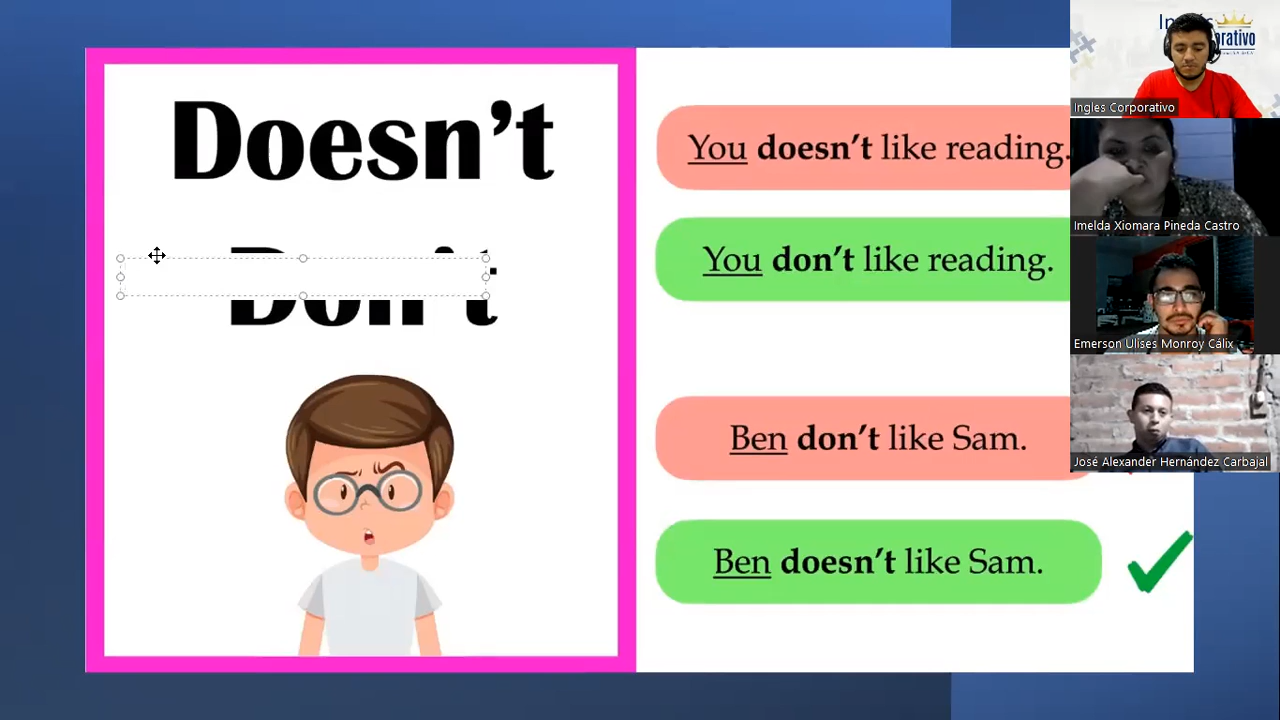 Doesn't
Don't
You doesn't like reading.
You don't like reading.
Ben don't like Sam.
Ben doesn't like Sam.
Ingles Corporativo
Imelda Xiomara Pineda Castro
Emerson Ulises Monroy Cálix
José Alexander Hernández Carbajal